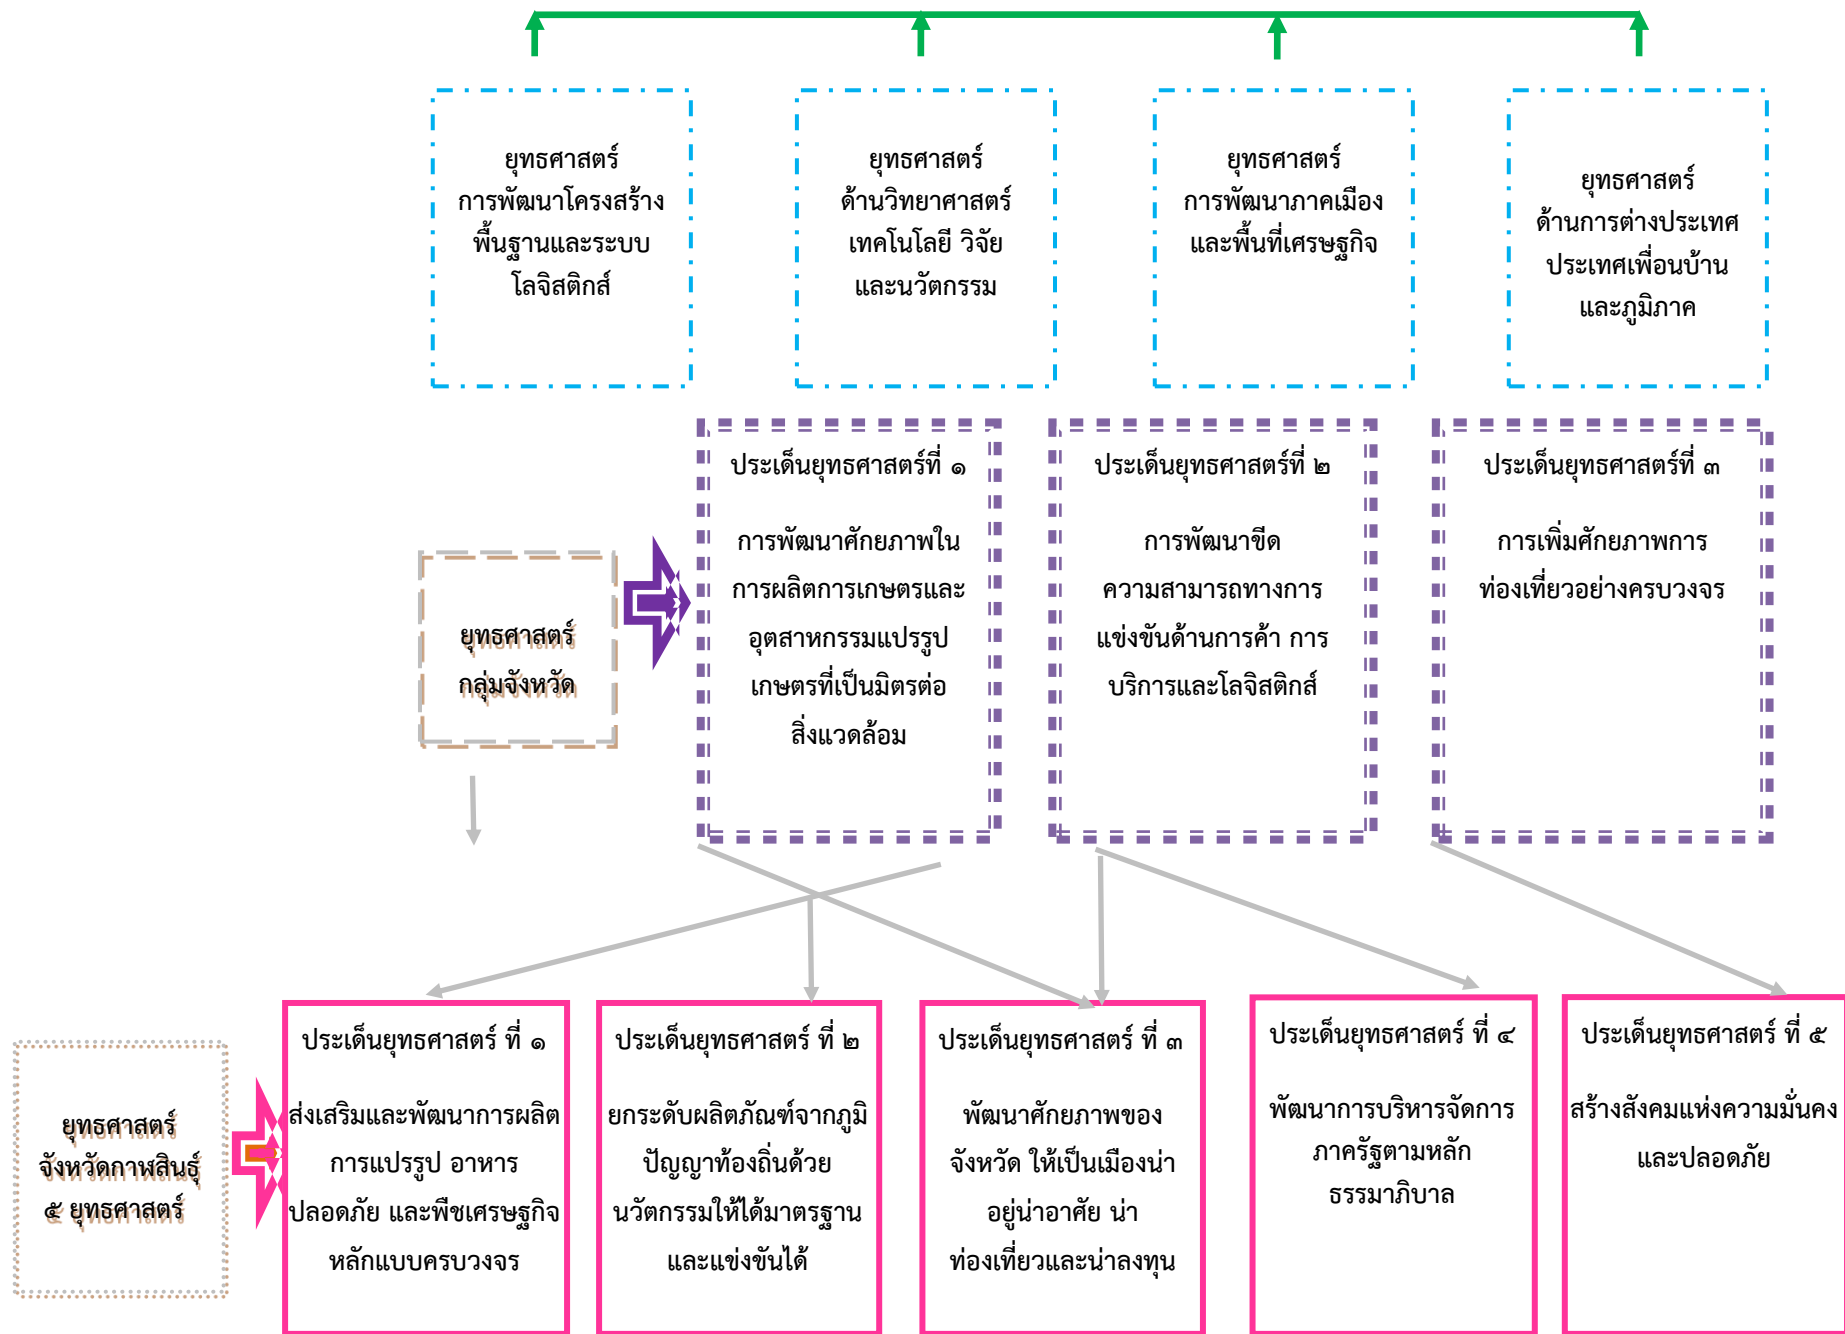 ยุทธศาสตร์
การพัฒนาโครงสร้าง
พื้นฐานและระบบ
โลจิสติกส์
ยุทธศาสตร์
ด้านวิทยาศาสตร์
เทคโนโลยี วิจัย
และนวัตกรรม
ยุทธศาสตร์
การพัฒนาภาคเมือง
และพื้นที่เศรษฐกิจ
ยุทธศาสตร์
ด้านการต่างประเทศ
ประเทศเพื่อนบ้าน
และภูมิภาค
ยุทธศาสตร์
กลุ่มจังหวัด
ประเด็นยุทธศาสตร์ที่ ๑
การพัฒนาศักยภาพใน
การผลิตการเกษตรและ
อุตสาหกรรมแปรรูป
เกษตรที่เป็นมิตรต่อ
สิ่งแวดล้อม
ประเด็นยุทธศาสตร์ที่ ๒
การพัฒนาขีด
ความสามารถทางการ
แข่งขันด้านการค้า การ
บริการและโลจิสติกส์
ประเด็นยุทธศาสตร์ที่ ๓
การเพิ่มศักยภาพการ
ท่องเที่ยวอย่างครบวงจร
ยุทธศาสตร์
จังหวัดกาฬสินธุ์
๕ ยุทธศาสตร์
ประเด็นยุทธศาสตร์ ที่ ๑
ส่งเสริมและพัฒนาการผลิต
การแปรรูป อาหาร
ปลอดภัย และพืชเศรษฐกิจ
หลักแบบครบวงจร
ประเด็นยุทธศาสตร์ ที่ ๒
ยกระดับผลิตภัณฑ์จากภูมิ
ปัญญาท้องถิ่นด้วย
นวัตกรรมให้ได้มาตรฐาน
และแข่งขันได้
ประเด็นยุทธศาสตร์ ที่ ๓
พัฒนาศักยภาพของ
จังหวัด ให้เป็นเมืองน่า
อยู่น่าอาศัย น่า
ท่องเที่ยวและน่าลงทุน
ประเด็นยุทธศาสตร์ ที่ ๔
พัฒนาการบริหารจัดการ
ภาครัฐตามหลัก
ธรรมาภิบาล
ประเด็นยุทธศาสตร์ ที่ ๕
สร้างสังคมแห่งความมั่นคง
และปลอดภัย